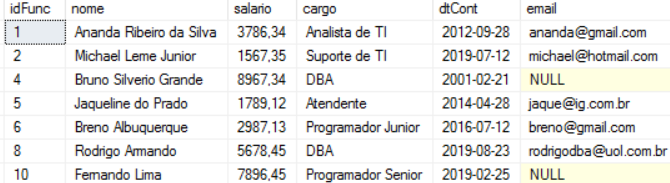 idFunc nome salario cargo dtCont email
1 Ananda Ribeiro da Silva 3786,34 Analista de TI 2012-09-28 ananda@gmail.com
2 Michael Leme Junior 1567,35 Suporte de TI 2019-07-12 michael@hotmail.com
4 Bruno Silverio Grande 8967,34 DBA 2001-02-21 NULL
5 Jaqueline do Prado 1789,12 Atendente 2014-04-28 jaque@ig.com.br
6 Breno Albuquerque 2987,13 Programador Junior 2016-07-12 breno@gmail.com
8 Rodrigo Armando 5678,45 DBA 2019-08-23 rodrigodba@uol.com.br
10 Fernando Lima 7896,45 Programador Senior 2019-02-25 NULL